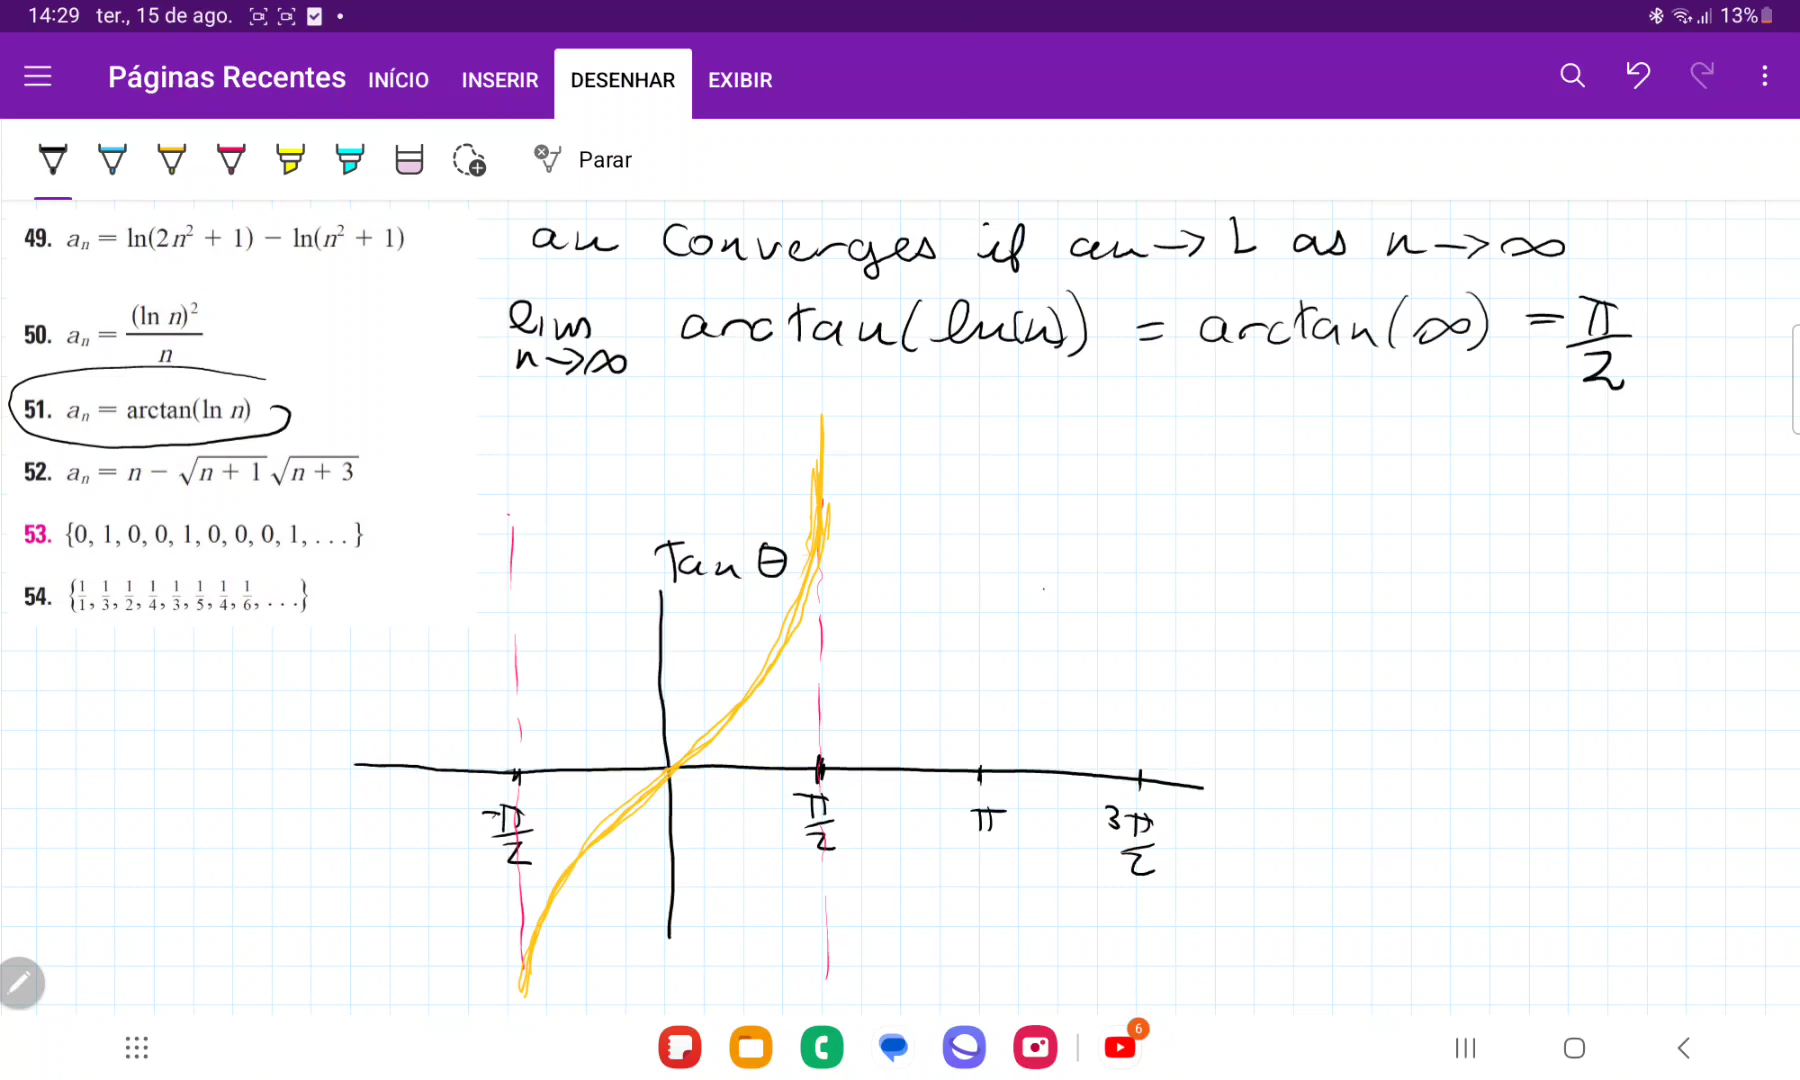 14:29 ter., 15 de ago.
13%
Páginas Recentes INÍCIO INSERIR DESENHAR EXIBIR
Parar
49. aₙ = ln(2n² + 1) − ln(n² + 1)
50. aₙ = (ln n)² / n
51. aₙ = arctan(ln n)
52. aₙ = n − √(n + 1) √(n + 3)
53. {0, 1, 0, 0, 1, 0, 0, 0, 1, . . . }
54. {1/1, 1/3, 1/2, 1/4, 1/3, 1/5, 1/4, 1/6, . . .}
an converges if an → L as n → ∞
lim n→∞ arctan(ln(n)) = arctan(∞) = π/2
Tan θ
-π/2 π/2 π 3π/2
6